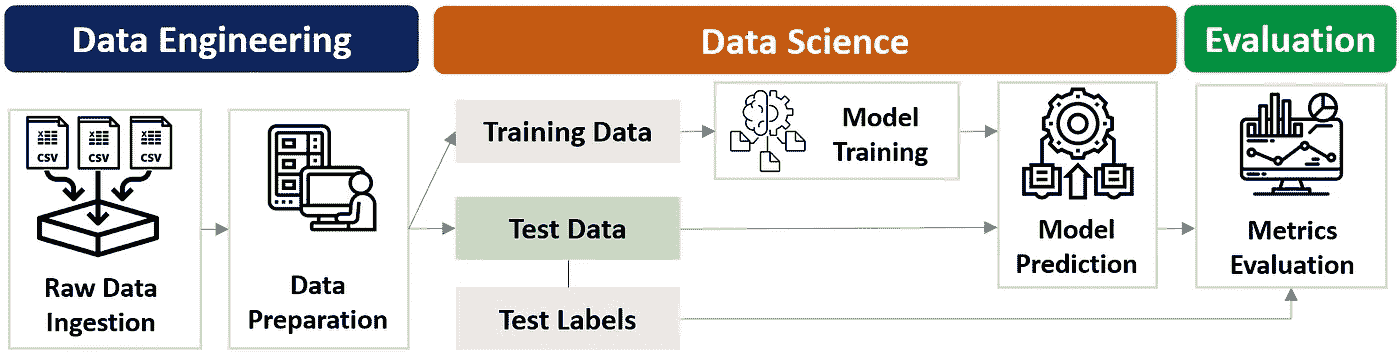 Data Engineering
Data Science
Evaluation
CSV
CSV
CSV
Raw Data
Ingestion
Data
Preparation
Training Data
Test Data
Test Labels
Model
Training
Model
Prediction
Metrics
Evaluation